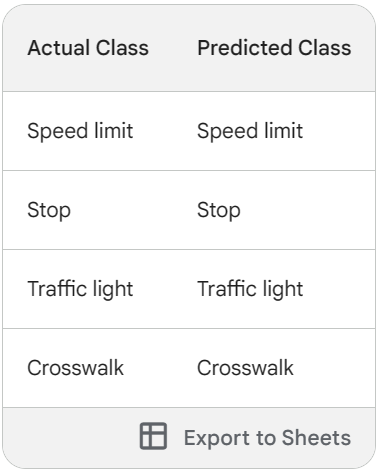 Actual Class Predicted Class
Speed limit Speed limit
Stop Stop
Traffic light Traffic light
Crosswalk Crosswalk
Export to Sheets